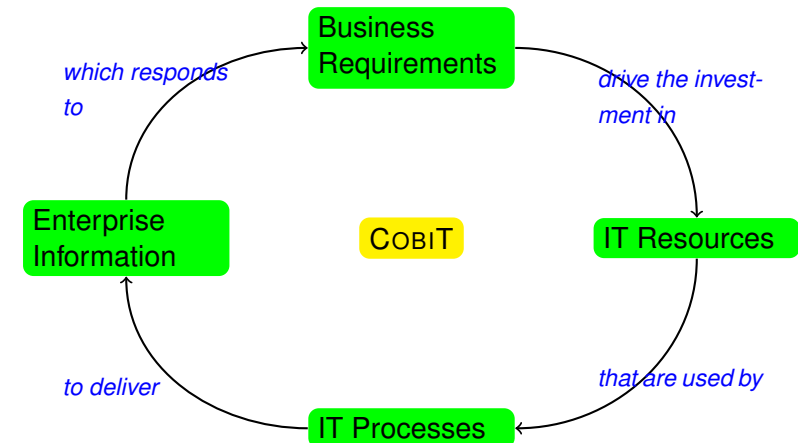 Business
Requirements
which responds
to
drive the invest-
ment in
Enterprise
Information
COBIT
IT Resources
to deliver
that are used by
IT Processes